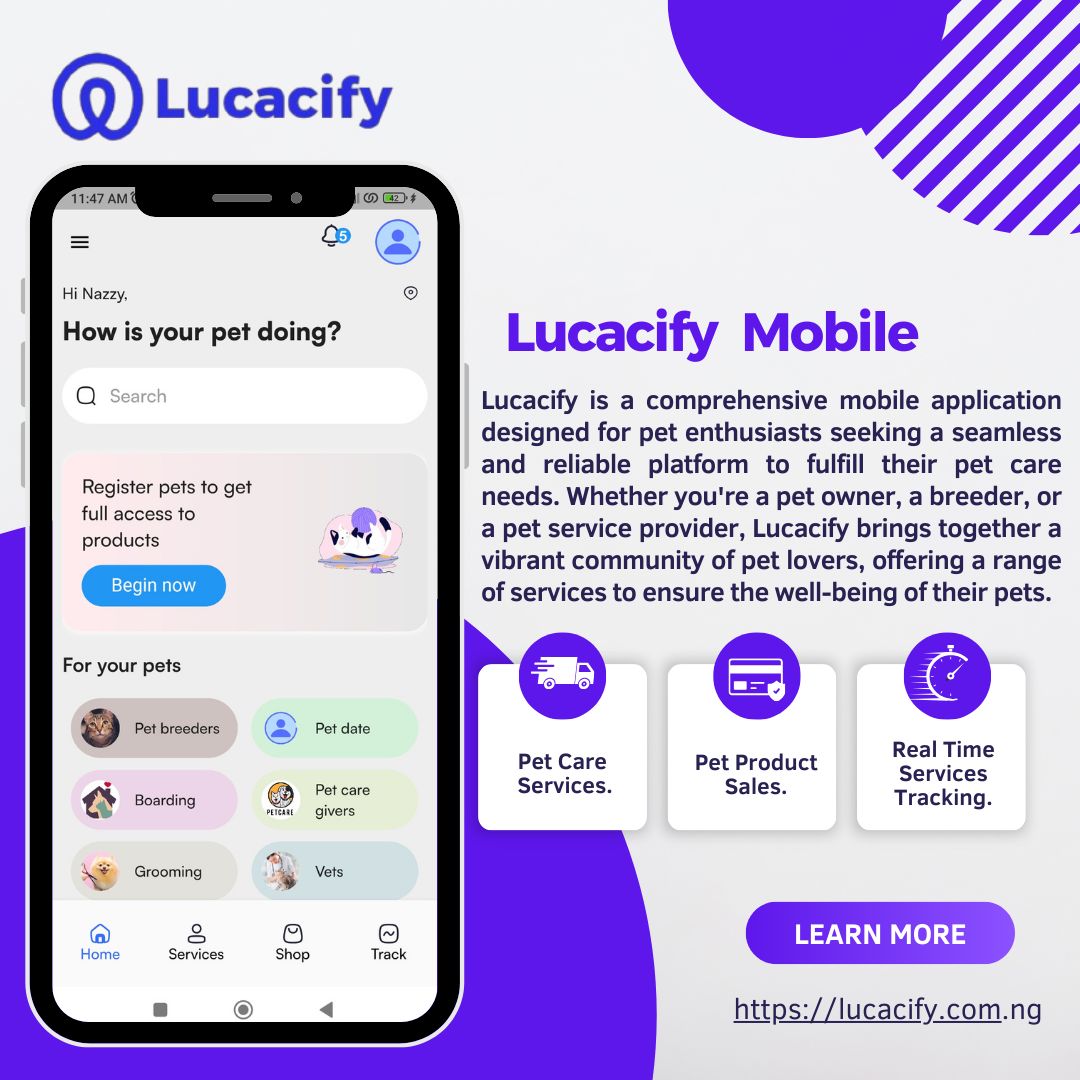 Lucacify
11:47 AM
42
5
Hi Nazzy,
How is your pet doing?
Search
Register pets to get
full access to
products
Begin now
For your pets
Pet breeders
Pet date
Boarding
PETCARE
Pet care
givers
Grooming
Vets
Home
Services
Shop
Track
Lucacify Mobile
Lucacify is a comprehensive mobile application
designed for pet enthusiasts seeking a seamless
and reliable platform to fulfill their pet care
needs. Whether you're a pet owner, a breeder, or
a pet service provider, Lucacify brings together a
vibrant community of pet lovers, offering a range
of services to ensure the well-being of their pets.
Pet Care
Services.
Pet Product
Sales.
Real Time
Services
Tracking.
LEARN MORE
https://lucacify.com.ng